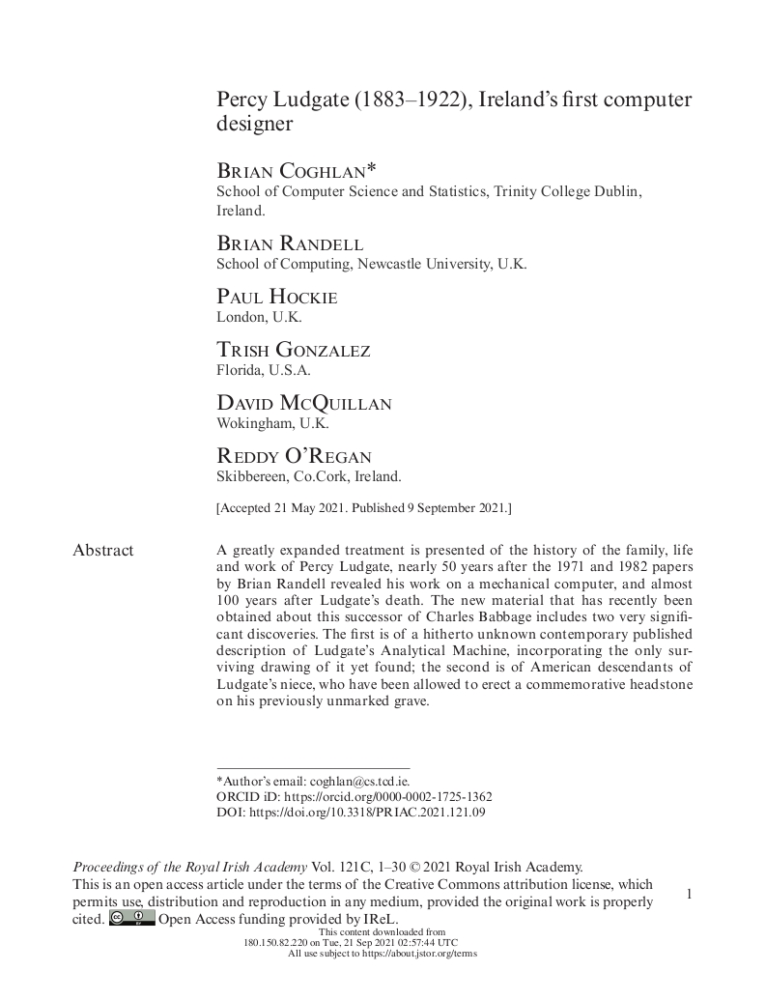 Percy Ludgate (1883–1922), Ireland's first computer
designer
Brian Coghlan*
School of Computer Science and Statistics, Trinity College Dublin,
Ireland.
Brian Randell
School of Computing, Newcastle University, U.K.
Paul Hockie
London, U.K.
Trish Gonzalez
Florida, U.S.A.
David McQuillan
Wokingham, U.K.
Reddy O'Regan
Skibbereen, Co.Cork, Ireland.
[Accepted 21 May 2021. Published 9 September 2021.]
Abstract
A greatly expanded treatment is presented of the history of the family, life
and work of Percy Ludgate, nearly 50 years after the 1971 and 1982 papers
by Brian Randell revealed his work on a mechanical computer, and almost
100 years after Ludgate's death. The new material that has recently been
obtained about this successor of Charles Babbage includes two very signifi-
cant discoveries. The first is of a hitherto unknown contemporary published
description of Ludgate's Analytical Machine, incorporating the only sur-
viving drawing of it yet found; the second is of American descendants of
Ludgate's niece, who have been allowed to erect a commemorative headstone
on his previously unmarked grave.
*Author's email: coghlan@cs.tcd.ie.
ORCID iD: https://orcid.org/0000-0002-1725-1362
DOI: https://doi.org/10.3318/PRIAC.2021.121.09
Proceedings of the Royal Irish Academy Vol. 121C, 1–30 © 2021 Royal Irish Academy.
This is an open access article under the terms of the Creative Commons attribution license, which
permits use, distribution and reproduction in any medium, provided the original work is properly
cited. cc BY Open Access funding provided by IReL.
1
This content downloaded from
180.150.82.220 on Tue, 21 Sep 2021 02:57:44 UTC
All use subject to https://about.jstor.org/terms